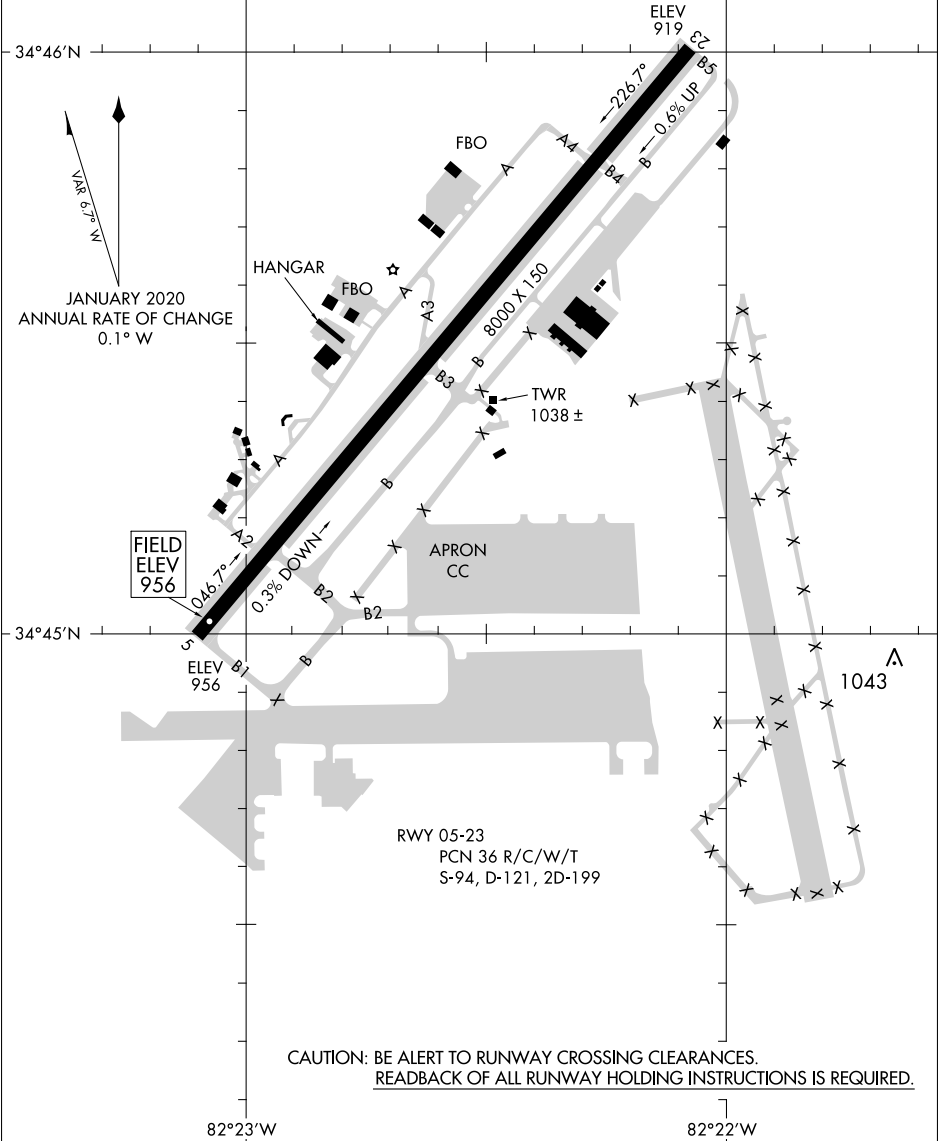 ELEV
919
34°46'N
23
B5
226.7°
0.6% UP
VAR 6.7° W
FBO
A4
A
B
B4
HANGAR
FBO
A
A3
8000 X 150
JANUARY 2020
ANNUAL RATE OF CHANGE
0.1° W
X
B
B3
X
TWR
1038 ±
X
X
X
X
X
X
X
X
X
X
X
X
X
A
B
X
X
X
A2
FIELD
ELEV
956
046.7°
0.3% DOWN
X
APRON
CC
X
B2
X
B2
X
34°45'N
5
ELEV
956
B1
B
X
1043
X
X
X
X
X
X
X
X
X
X
X
X
RWY 05-23
PCN 36 R/C/W/T
S-94, D-121, 2D-199
X
X
X
X
X
X
CAUTION: BE ALERT TO RUNWAY CROSSING CLEARANCES.
READBACK OF ALL RUNWAY HOLDING INSTRUCTIONS IS REQUIRED.
82°23'W
82°22'W